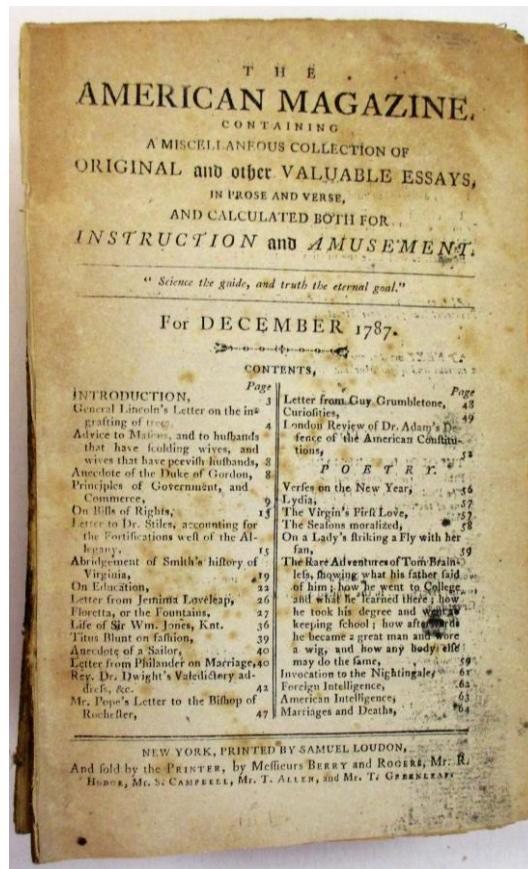 THE
AMERICAN MAGAZINE.
CONTAINING
A MISCELLANEOUS COLLECTION OF
ORIGINAL and other VALUABLE ESSAYS,
IN PROSE AND VERSE,
AND CALCULATED BOTH FOR
INSTRUCTION and AMUSEMENT.
" Science the guide, and truth the eternal goal."
For DECEMBER 1787.
CONTENTS,
Page
INTRODUCTION, 3
General Lincoln's Letter on the in-
grafting of trees, 4
Advice to Masons, and to huſbands
that have ſcolding wives, and
wives that have peeviſh huſbands, 8
Anecdote of the Duke of Gordon, 8
Principles of Government, and
Commerce, 9
On Bills of Rights, 13
Letter to Dr. Stiles, accounting for
the Fortifications weſt of the Al-
legany, 15
Abridgement of Smith's hiſtory of
Virginia, 19
On Education, 22
Letter from Jemima Loveleap, 26
Floretta, or the Fountains, 27
Life of Sir Wm. Jones, Knt. 36
Titus Blunt on faſhion, 39
Anecdote of a Sailor, 40
Letter from Philander on Marriage, 40
Rev. Dr. Dwight's Valedictory ad-
dreſs, &c. 42
Mr. Pope's Letter to the Biſhop of
Rocheſter, 47
Page
Letter from Guy Grumbletone, 48
Curioſities, 49
London Review of Dr. Adam's De-
fence of the American Conſtitu-
tions, 52
POETRY.
Verſes on the New Year, 56
Lydia, 57
The Virgin's Firſt Love, 57
The Seaſons moralized, 58
On a Lady's ſtriking a Fly with her
fan, 59
The Rare Adventures of Tom Brain-
leſs, ſhowing what his father ſaid
of him; how he went to College,
and what he learned there; how
he took his degree and went a
keeping ſchool; how afterwards
he became a great man and wore
a wig, and how any body elſe
may do the ſame, 59
Invocation to the Nightingale, 61
Foreign Intelligence, 62
American Intelligence, 63
Marriages and Deaths, 64
NEW YORK, PRINTED BY SAMUEL LOUDON,
And ſold by the PRINTER, by Meſſieurs BERRY and ROGERS, Mr. R.
HODGE, Mr. S. CAMPBELL, Mr. T. ALLEN, and Mr. T. GREENLEAF.